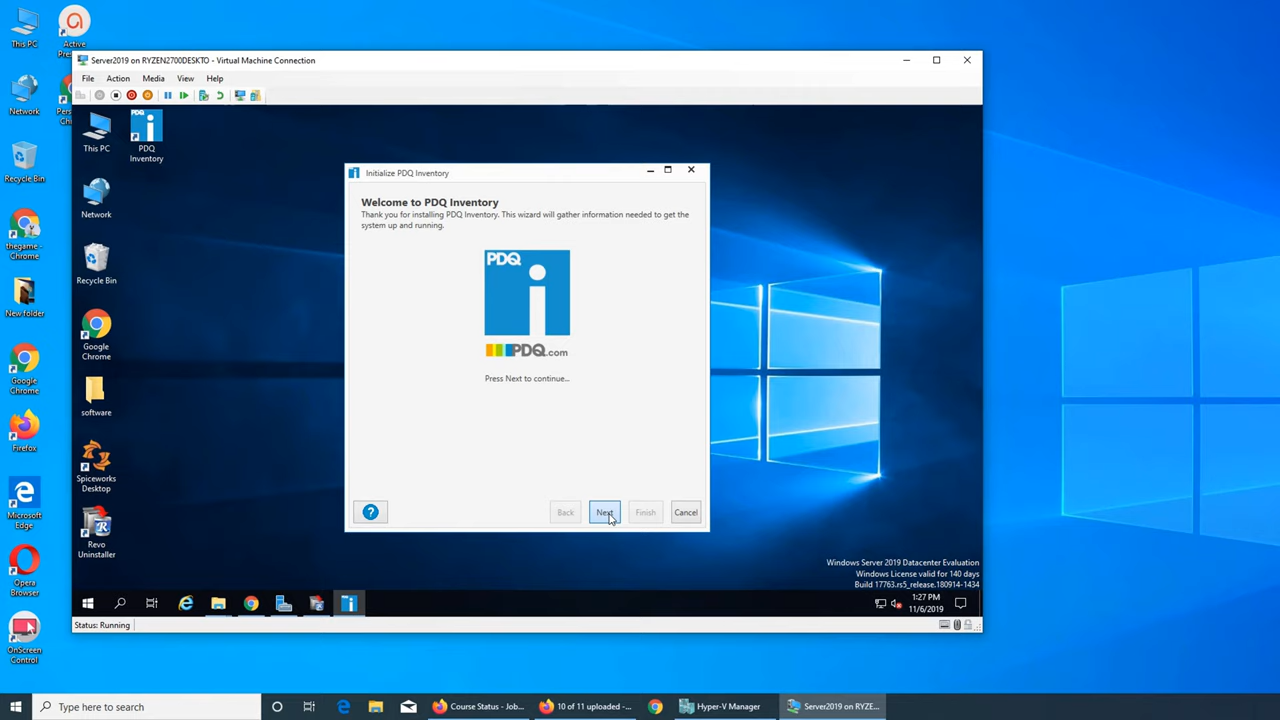 This PC
Active
Network
Recycle Bin
thegame -
Chrome
New folder
Google
Chrome
Firefox
Microsoft
Edge
Opera
Browser
OnScreen
Control
Server2019 on RYZEN2700DESKTO - Virtual Machine Connection
File Action Media View Help
This PC
PDQ
PDQ
Inventory
Network
Recycle Bin
Google
Chrome
software
Spiceworks
Desktop
Revo
Uninstaller
Initialize PDQ Inventory
Welcome to PDQ Inventory
Thank you for installing PDQ Inventory. This wizard will gather information needed to get the
system up and running.
PDQ
PDQ.com
Press Next to continue...
? Back Next Finish Cancel
Windows Server 2019 Datacenter Evaluation
Windows License valid for 140 days
Build 17763.rs5_release.180914-1434
1:27 PM
11/6/2019
Status: Running
Type here to search
Course Status - Job...
10 of 11 uploaded -...
Hyper-V Manager
Server2019 on RYZE...